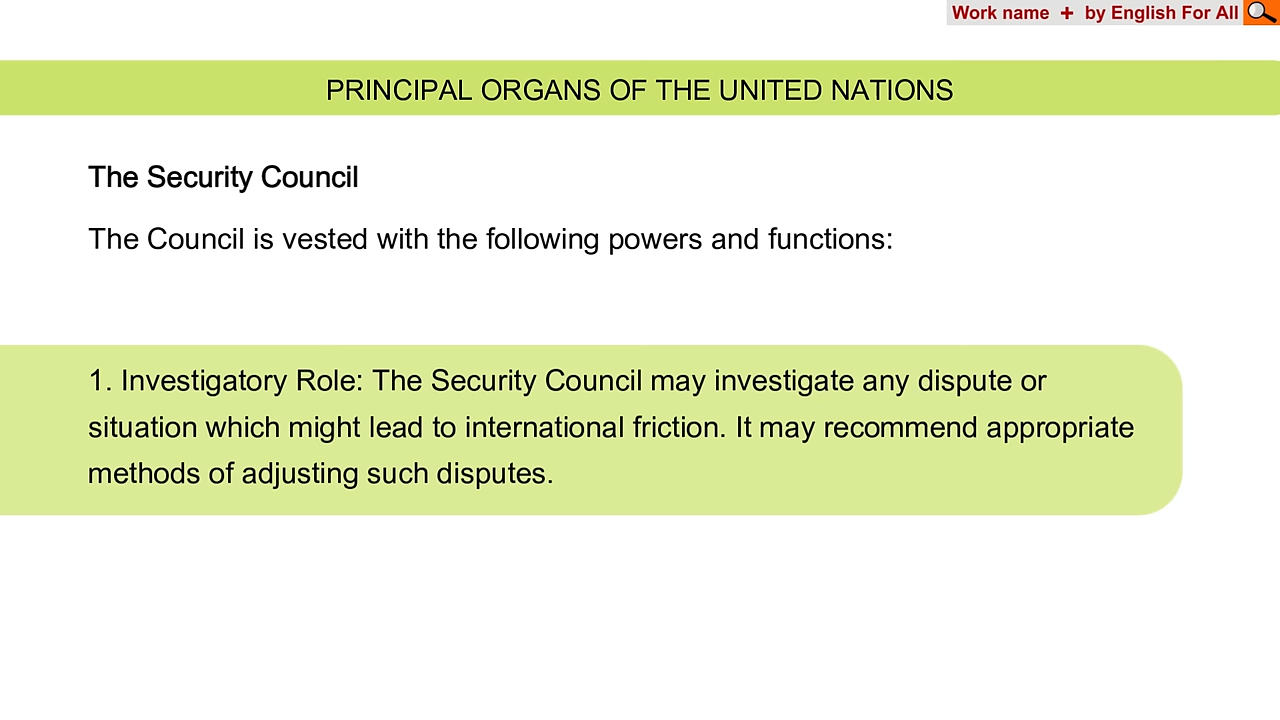 Work name + by English For All
PRINCIPAL ORGANS OF THE UNITED NATIONS
The Security Council
The Council is vested with the following powers and functions:
1. Investigatory Role: The Security Council may investigate any dispute or
situation which might lead to international friction. It may recommend appropriate
methods of adjusting such disputes.